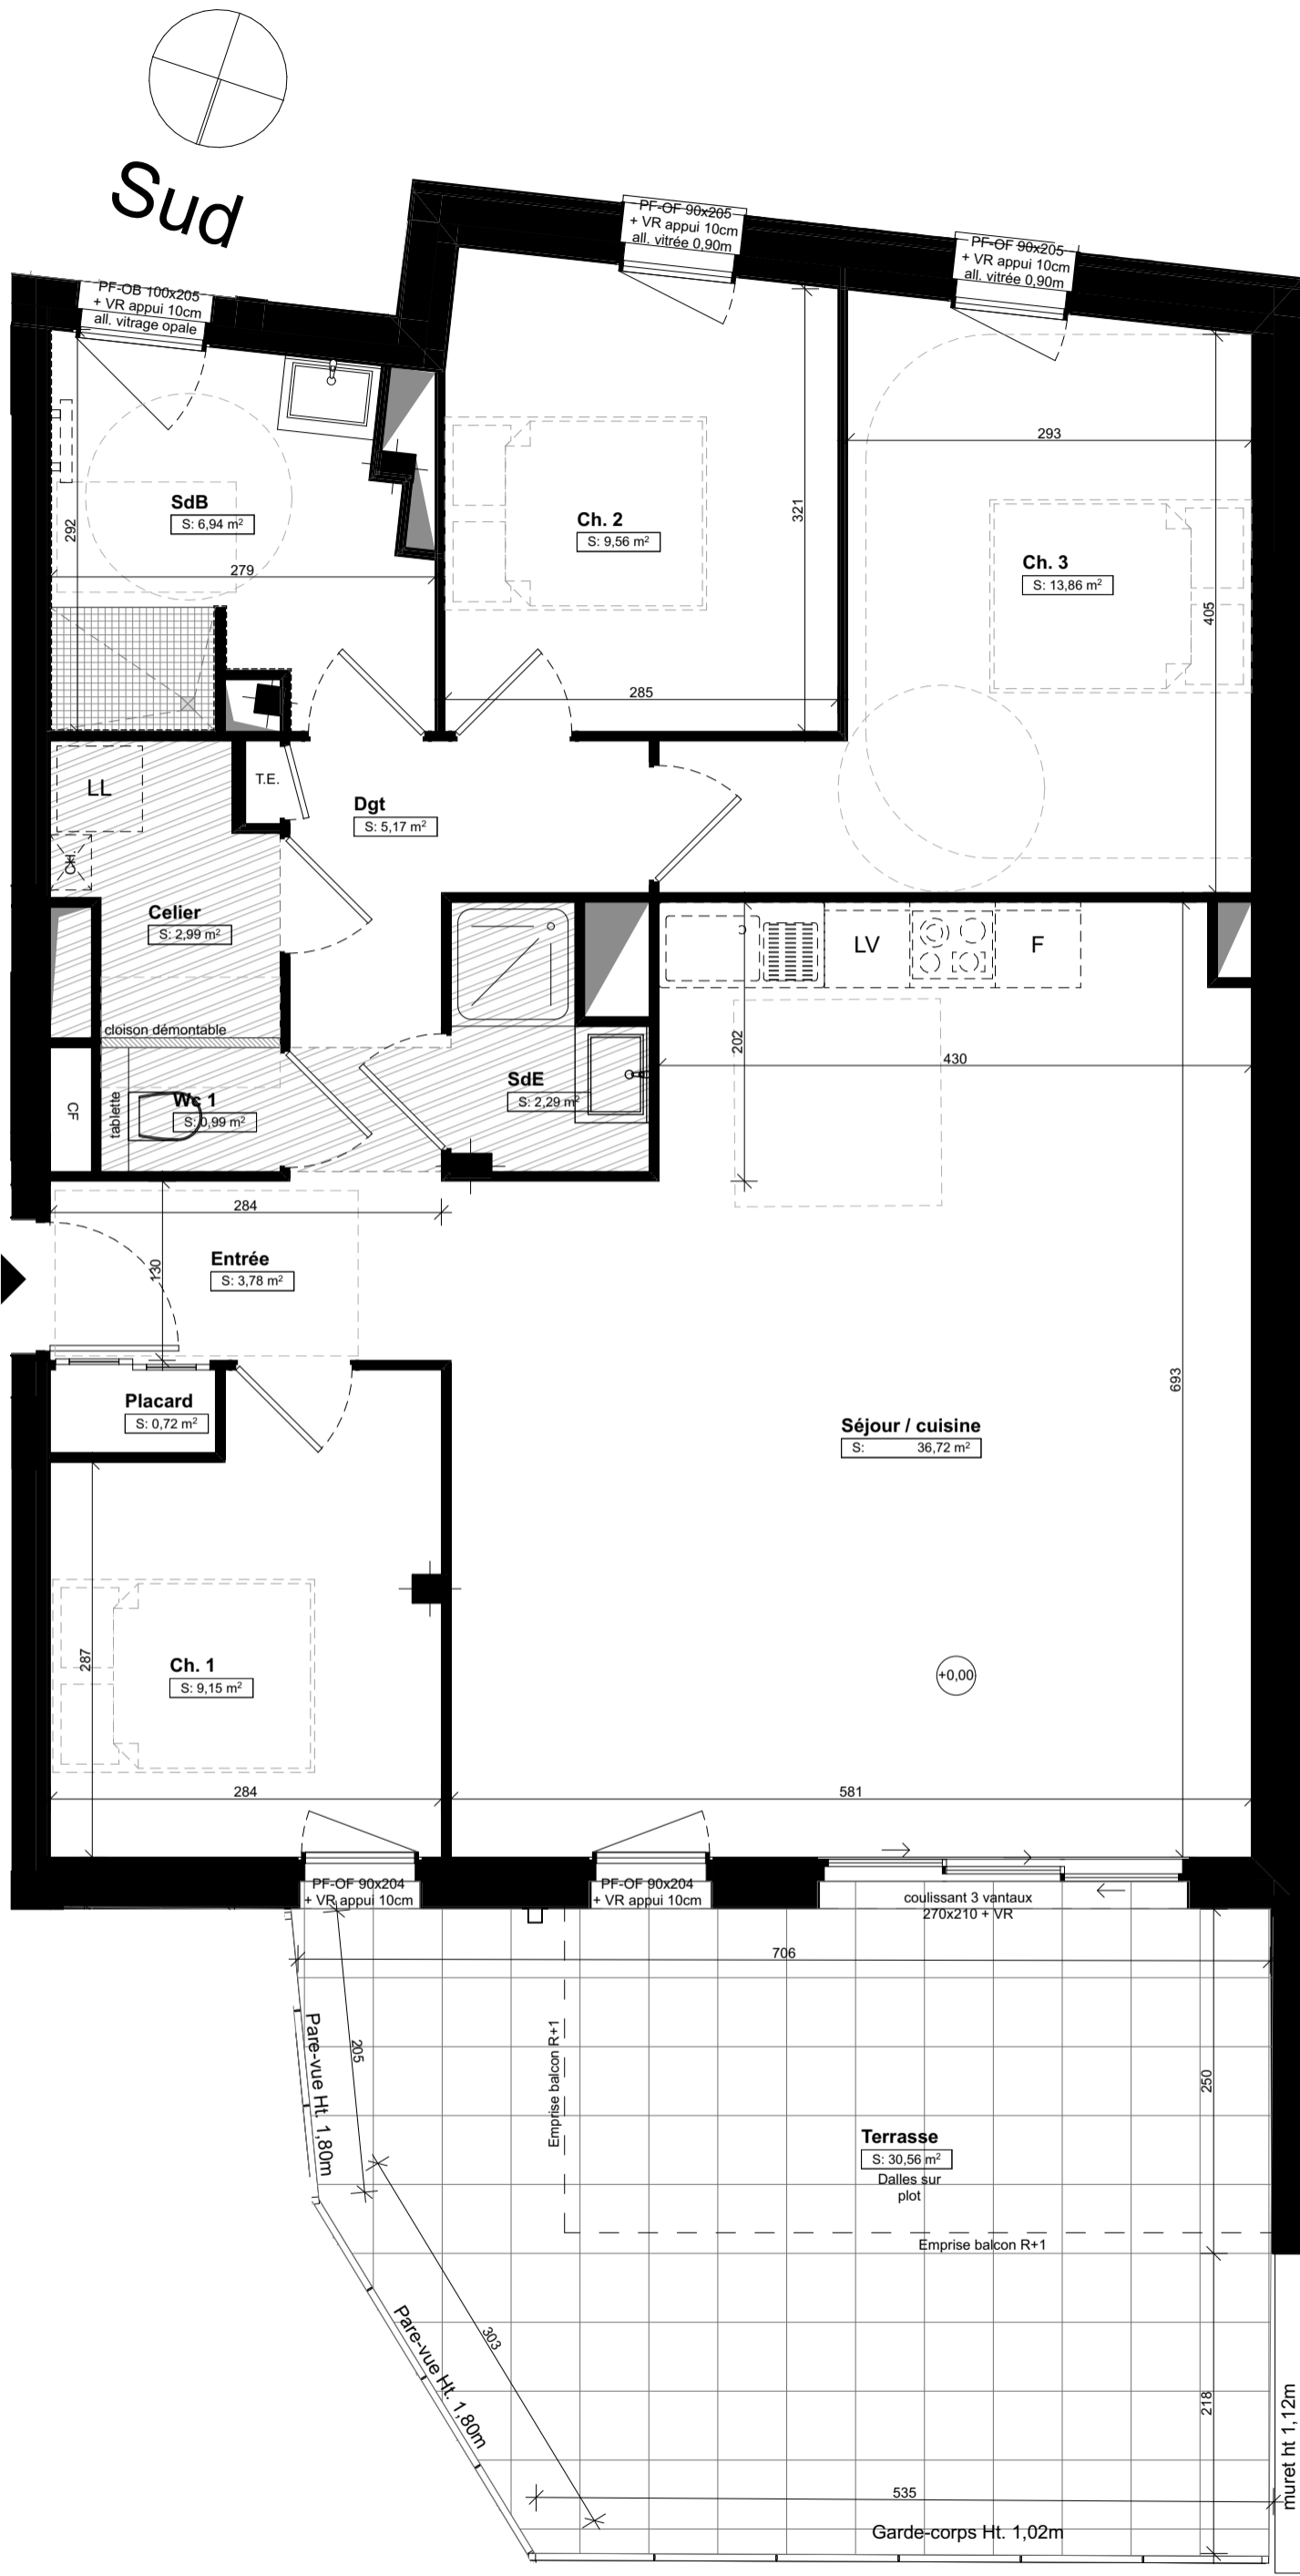 Sud
PF-OF 90x205
+ VR appui 10cm
all. vitrée 0,90m
PF-OF 90x205
+ VR appui 10cm
all. vitrée 0,90m
PF-OB 100x205
+ VR appui 10cm
all. vitrage opale
293
321
292
SdB
S: 6,94 m²
Ch. 2
S: 9,56 m²
Ch. 3
S: 13,86 m²
279
405
285
T.E.
LL
Dgt
S: 5,17 m²
CH.
Celier
S: 2,99 m²
LV
F
cloison démontable
202
430
SdE
S: 2,29 m²
CF
tablette
Wc 1
S: 0,99 m²
284
Entrée
S: 3,78 m²
130
Placard
S: 0,72 m²
693
Séjour / cuisine
S: 36,72 m²
287
Ch. 1
S: 9,15 m²
+0,00
284
581
PF-OF 90x204
+ VR appui 10cm
PF-OF 90x204
+ VR appui 10cm
coulissant 3 vantaux
270x210 + VR
706
Pare-vue Ht. 1,80m
205
Emprise balcon R+1
250
Terrasse
S: 30,56 m²
Dalles sur
plot
Emprise balcon R+1
Pare-vue Ht. 1,80m
303
218
muret ht 1,12m
535
Garde-corps Ht. 1,02m